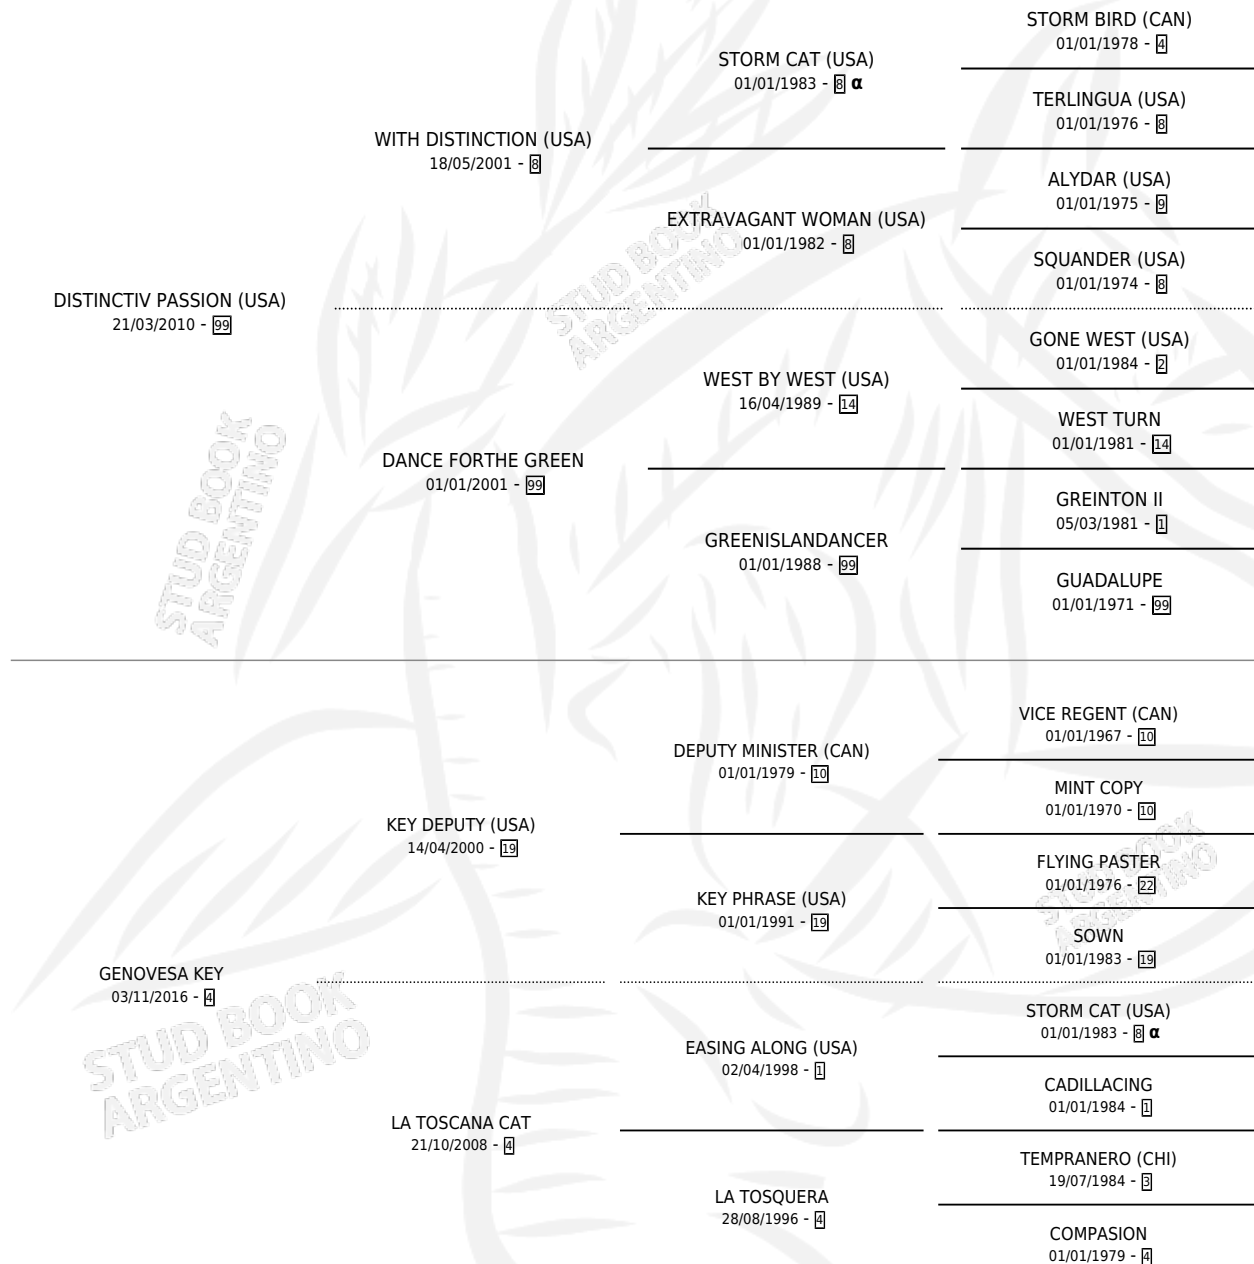 STORM BIRD (CAN)
01/01/1978 - 4
STORM CAT (USA)
01/01/1983 - 8 α
TERLINGUA (USA)
01/01/1976 - 8
WITH DISTINCTION (USA)
18/05/2001 - 8
ALYDAR (USA)
01/01/1975 - 9
EXTRAVAGANT WOMAN (USA)
01/01/1982 - 8
SQUANDER (USA)
01/01/1974 - 8
DISTINCTIV PASSION (USA)
21/03/2010 - 99
GONE WEST (USA)
01/01/1984 - 2
WEST BY WEST (USA)
16/04/1989 - 14
WEST TURN
01/01/1981 - 14
DANCE FORTHE GREEN
01/01/2001 - 99
GREINTON II
05/03/1981 - 1
GREENISLANDANCER
01/01/1988 - 99
GUADALUPE
01/01/1971 - 99
STUD BOOK
ARGENTINO
STUD BOOK
ARGENTINO
VICE REGENT (CAN)
01/01/1967 - 10
DEPUTY MINISTER (CAN)
01/01/1979 - 10
MINT COPY
01/01/1970 - 10
KEY DEPUTY (USA)
14/04/2000 - 19
FLYING PASTER
01/01/1976 - 22
KEY PHRASE (USA)
01/01/1991 - 19
SOWN
01/01/1983 - 19
STUD BOOK
ARGENTINO
GENOVESA KEY
03/11/2016 - 4
STORM CAT (USA)
01/01/1983 - 8 α
EASING ALONG (USA)
02/04/1998 - 1
CADILLACING
01/01/1984 - 1
LA TOSCANA CAT
21/10/2008 - 4
TEMPRANERO (CHI)
19/07/1984 - 3
LA TOSQUERA
28/08/1996 - 4
COMPASION
01/01/1979 - 4
STUD BOOK
ARGENTINO